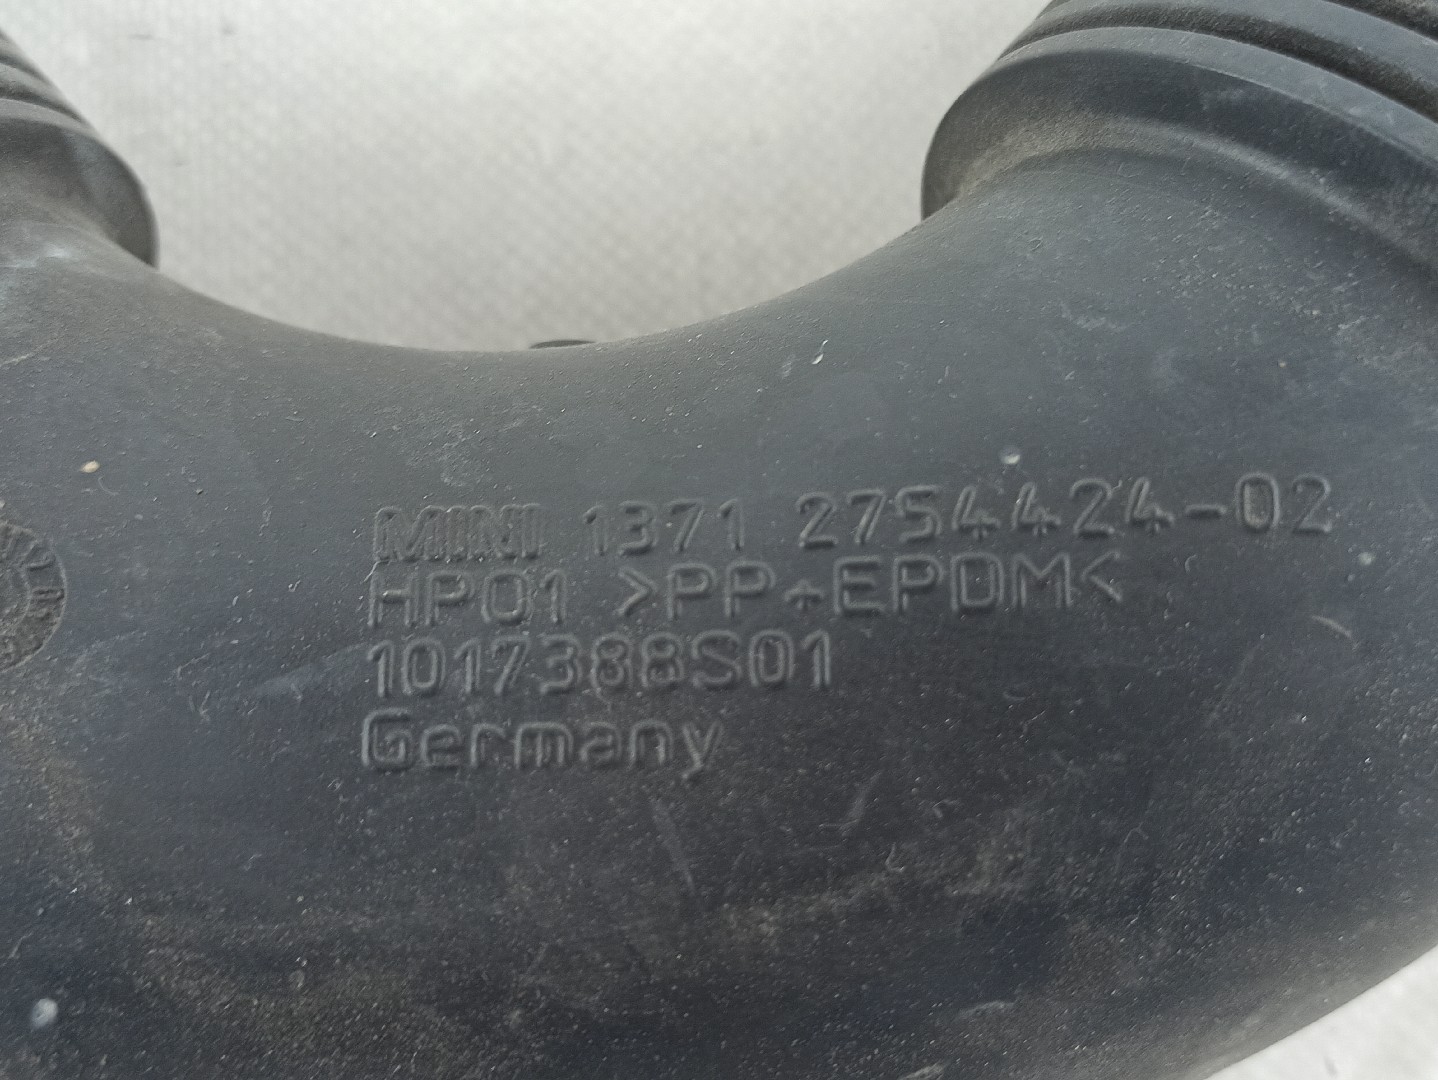 MINI 1371 2754424-02
HP01 >PP+EPDM<
1017388S01
Germany